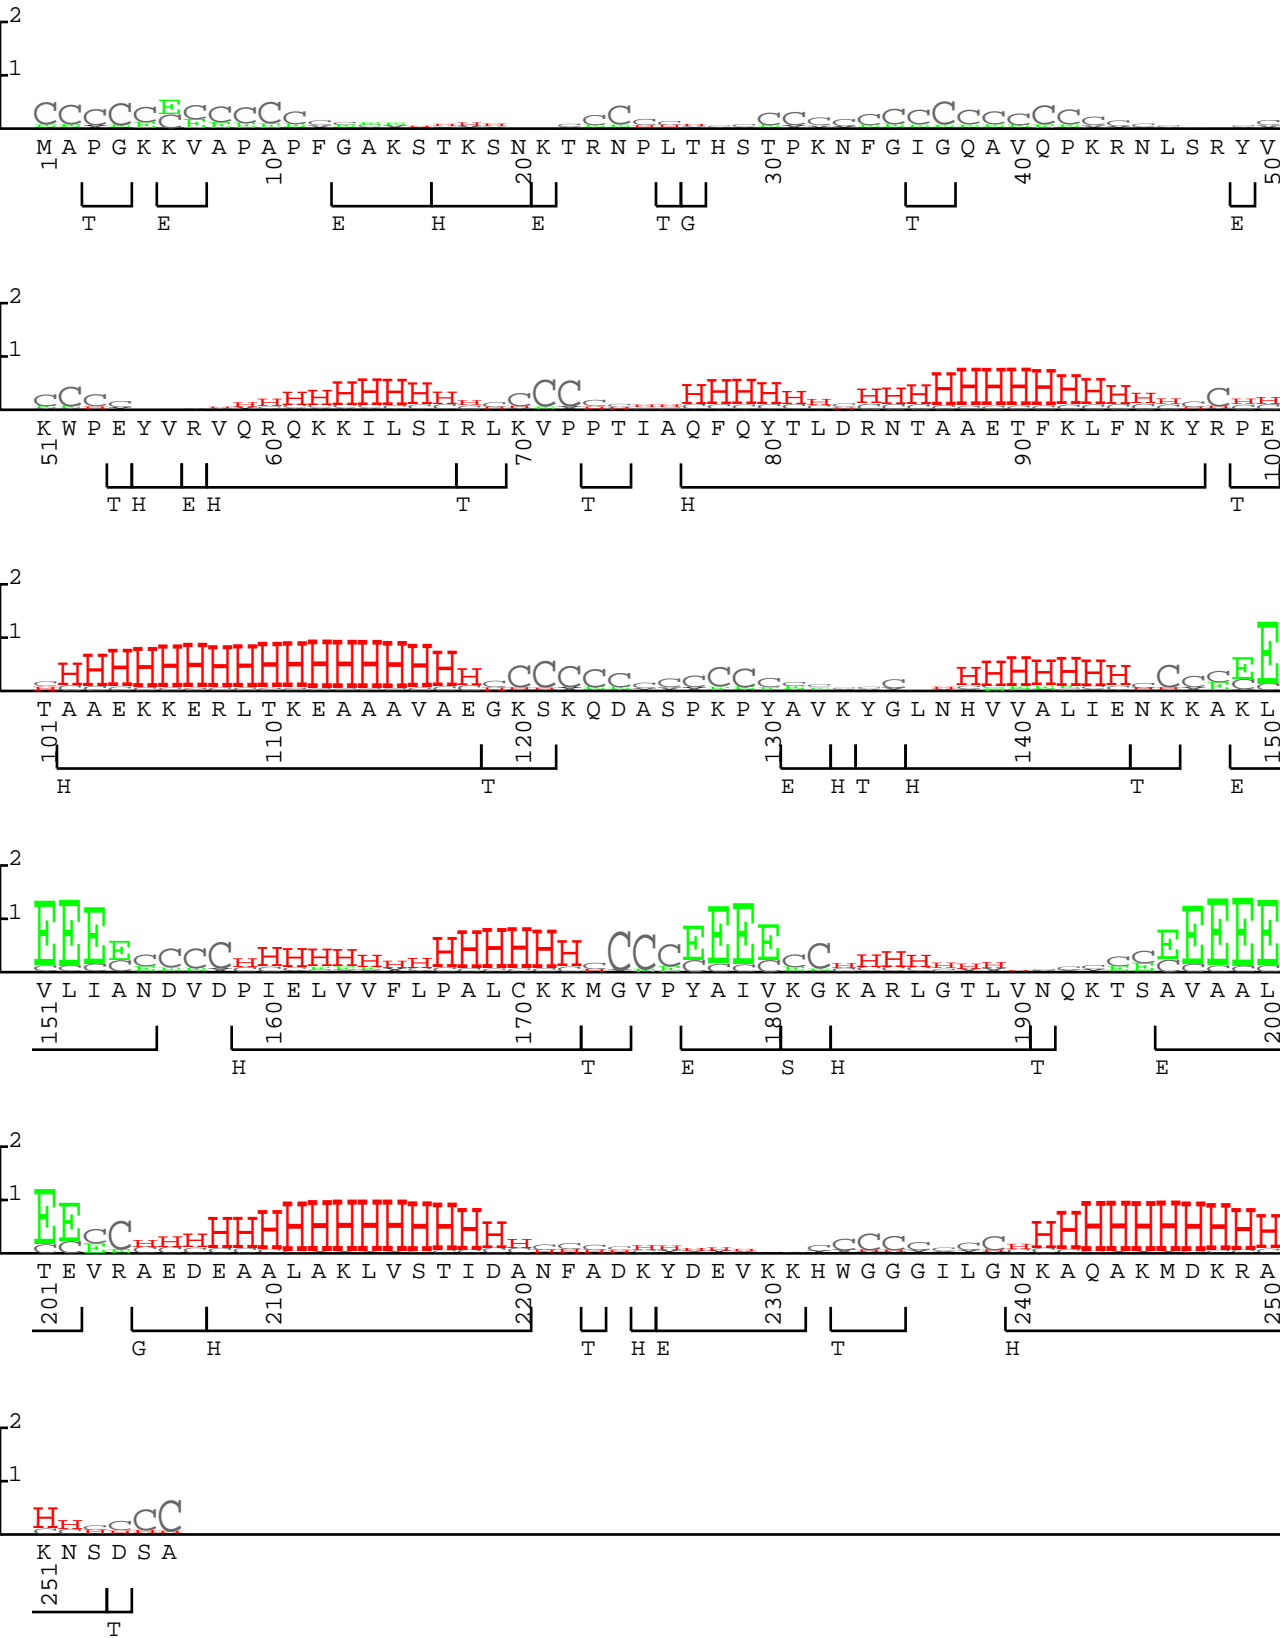 2
1
C C C C C E C C C C C
M A P G K K V A P A P F G A K S T K S N K T R N P L T H S T P K N F G I G Q A V Q P K R N L S R Y V
1 10 20 30 40 50
T E E H E T G T E
2
1
H H H H H H H C C H H H H H H H H H H H H H H H H
K W P E Y V R V Q R Q K K I L S I R L K V P P T I A Q F Q Y T L D R N T A A E T F K L F N K Y R P E
51 60 70 80 90 100
T H E H T T H T
2
1
H H H H H H H H H H H H H H H H H C C C C C C C C C H H H H H H H C E E
T A A E K K E R L T K E A A A V A E G K S K Q D A S P K P Y A V K Y G L N H V V A L I E N K K A K L
101 110 120 130 140 150
H T E H T H T E
2
1
E E E E C C C C H H H H H H H H H H H C C C E E E E C C H H H E E E E E
V L I A N D V D P I E L V V F L P A L C K K M G V P Y A I V K G K A R L G T L V N Q K T S A V A A L
151 160 170 180 190 200
H T E S H T E
2
1
E E C C H H H H H H H H H H H H H H H C C C C C C H H H H H H H H H H
T E V R A E D E A A L A K L V S T I D A N F A D K Y D E V K K H W G G G I L G N K A Q A K M D K R A
201 210 220 230 240 250
G H T H E T H
2
1
H H C C C C
K N S D S A
251
T